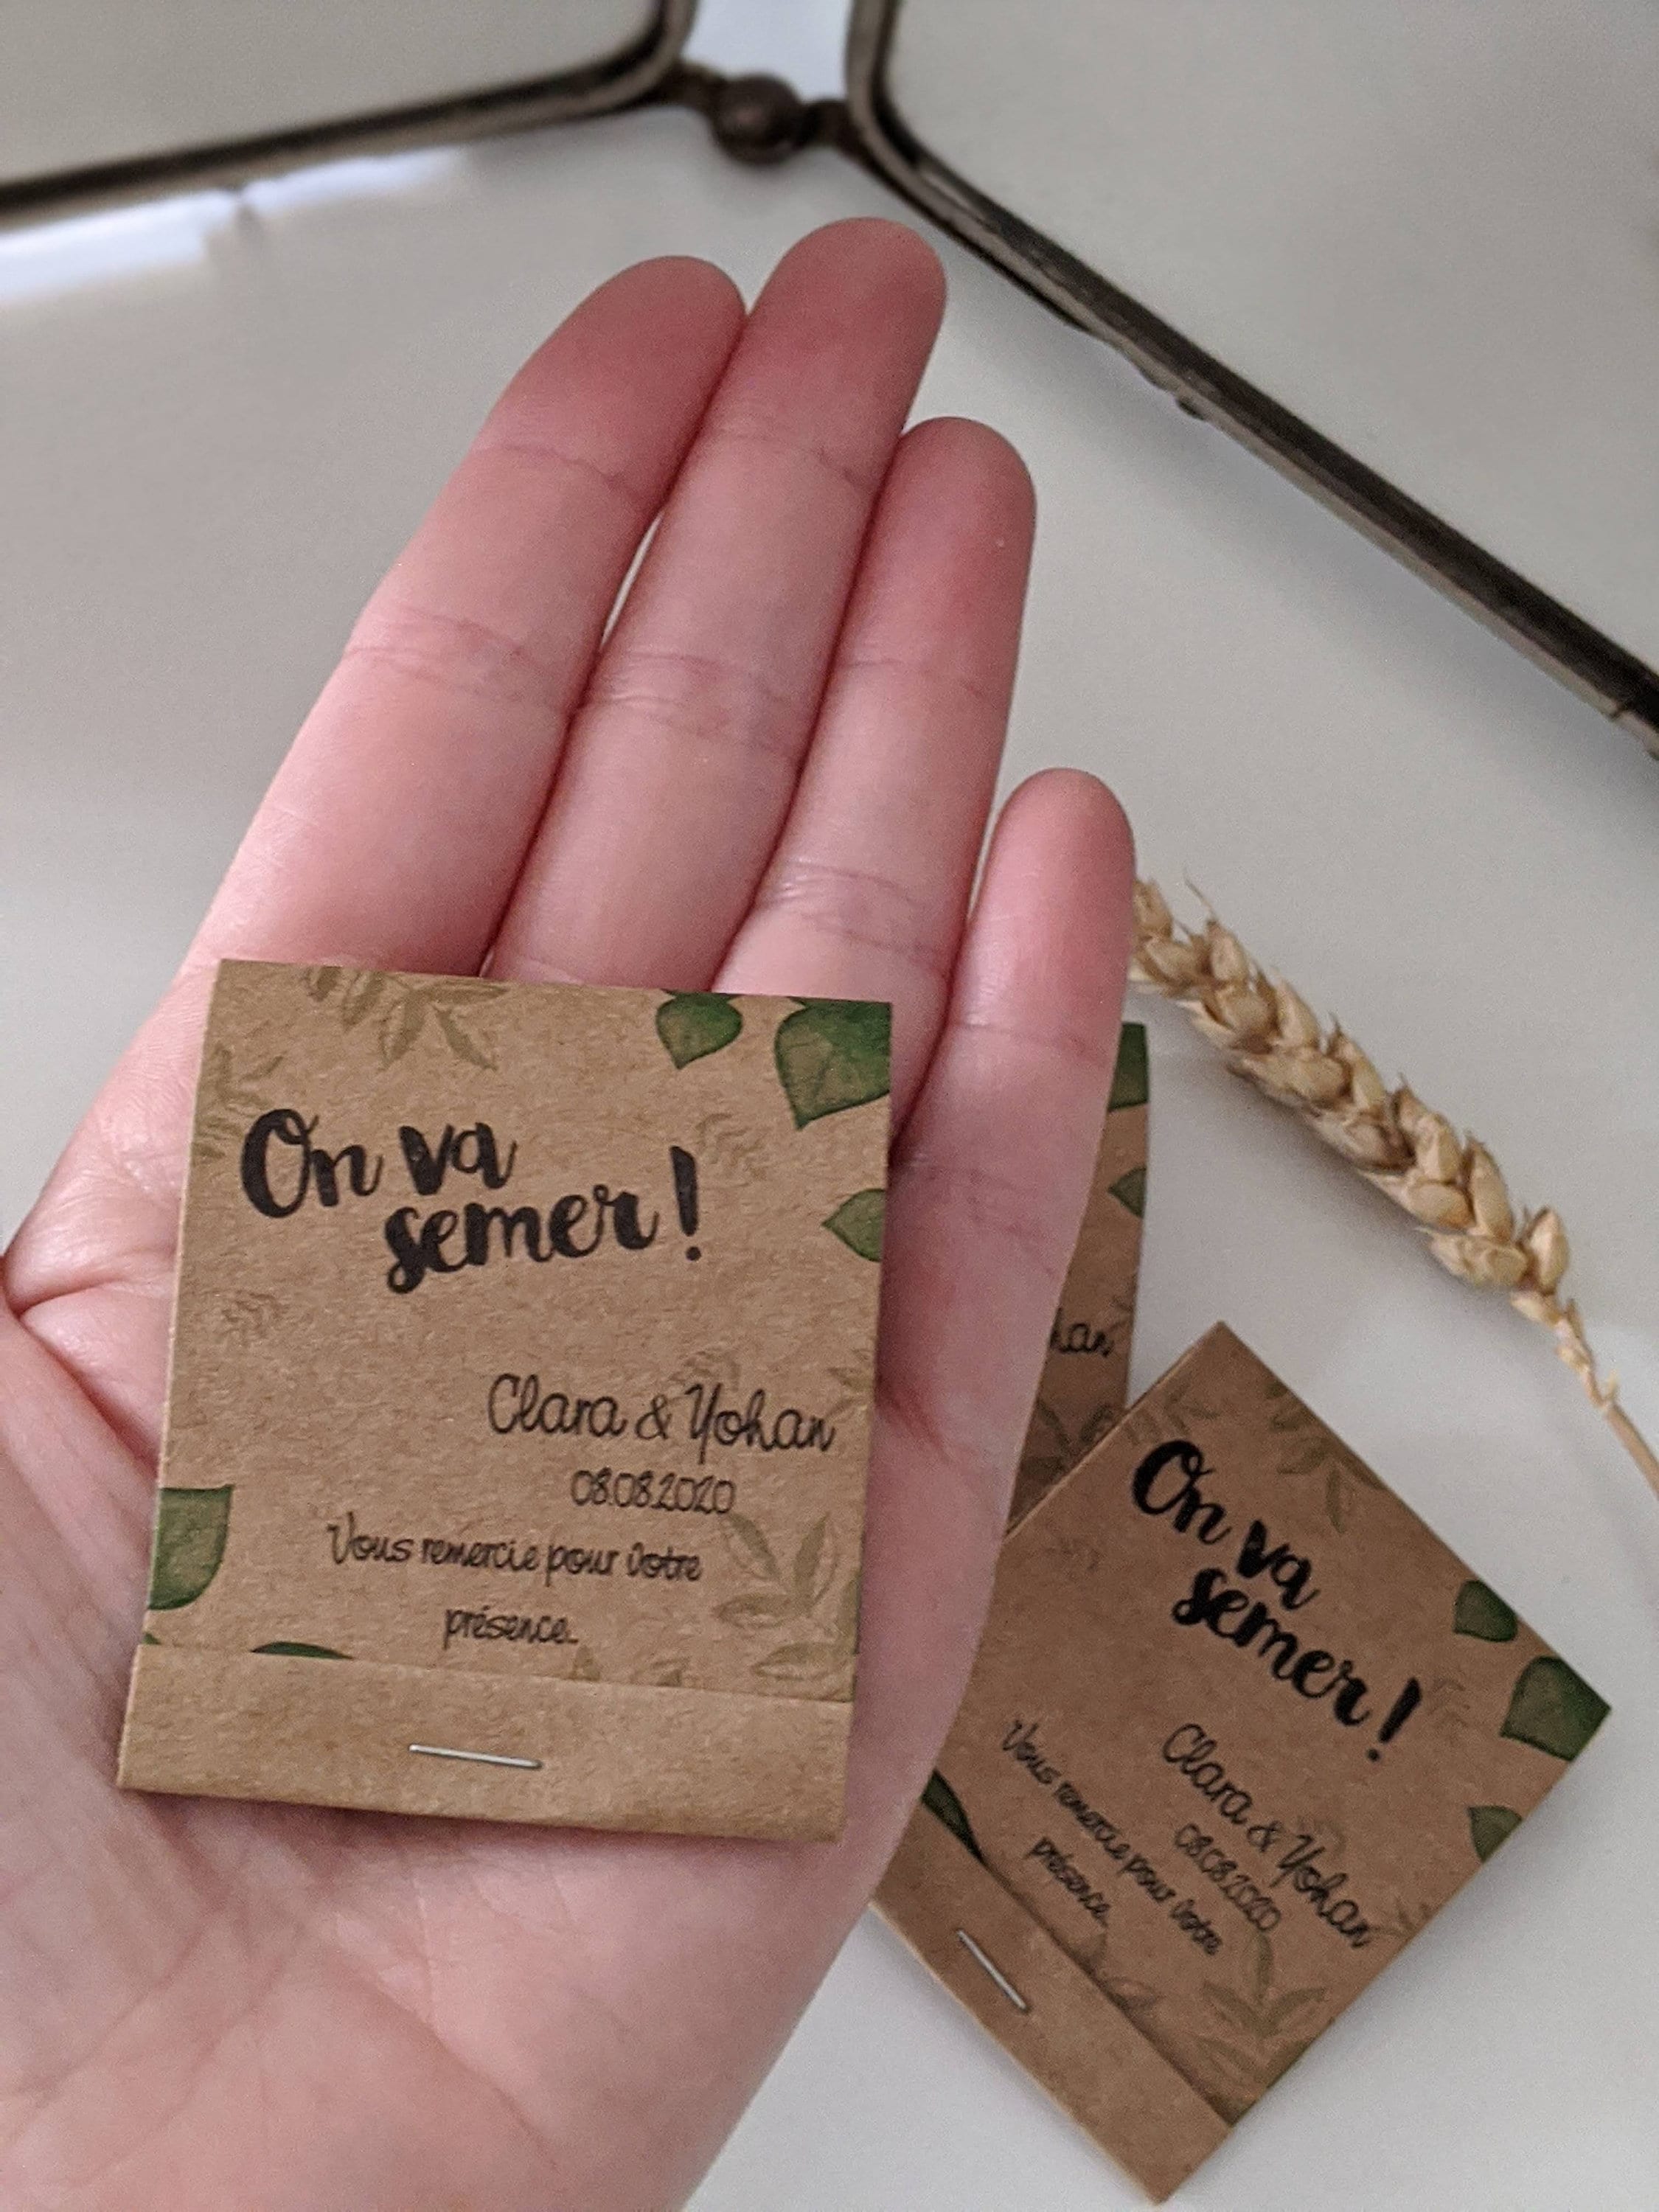 On va
semer !
Clara & Yohan
08.08.2020
Vous remercie pour votre
présence.
han
On va
semer !
Clara & Yohan
08.08.2020
Vous remercie pour votre
présence.